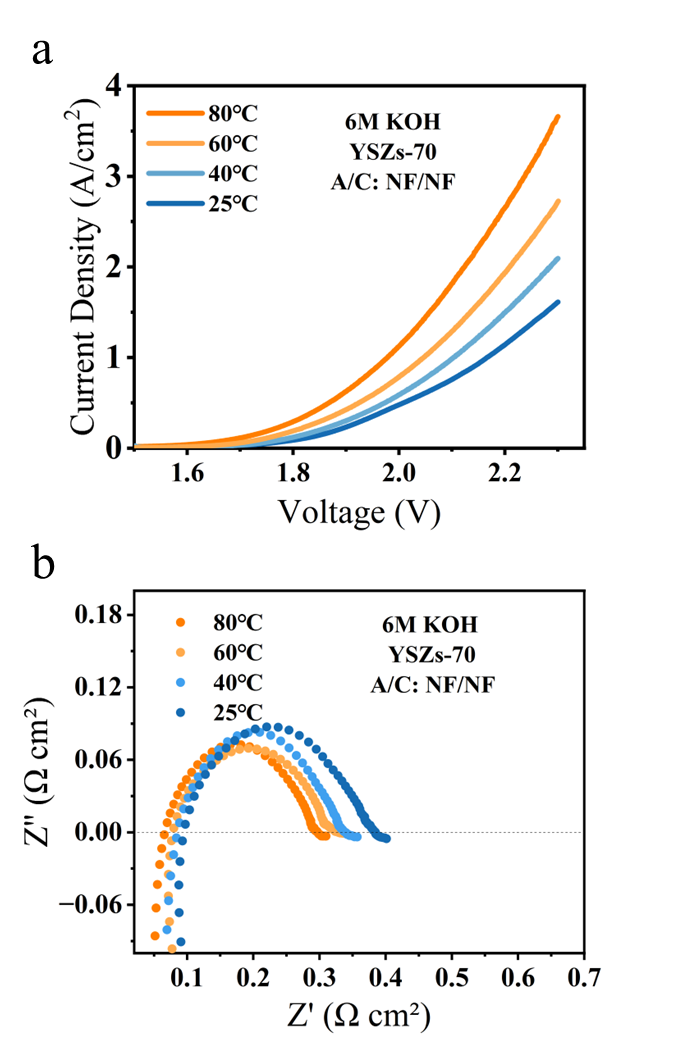 a
Current Density (A/cm²)
4
3
2
1
0
80℃
60℃
40℃
25℃
6M KOH
YSZs-70
A/C: NF/NF
1.6 1.8 2.0 2.2
Voltage (V)
b
Z'' (Ω cm²)
0.18
0.12
0.06
0.00
−0.06
80℃
60℃
40℃
25℃
6M KOH
YSZs-70
A/C: NF/NF
0.1 0.2 0.3 0.4 0.5 0.6 0.7
Z' (Ω cm²)